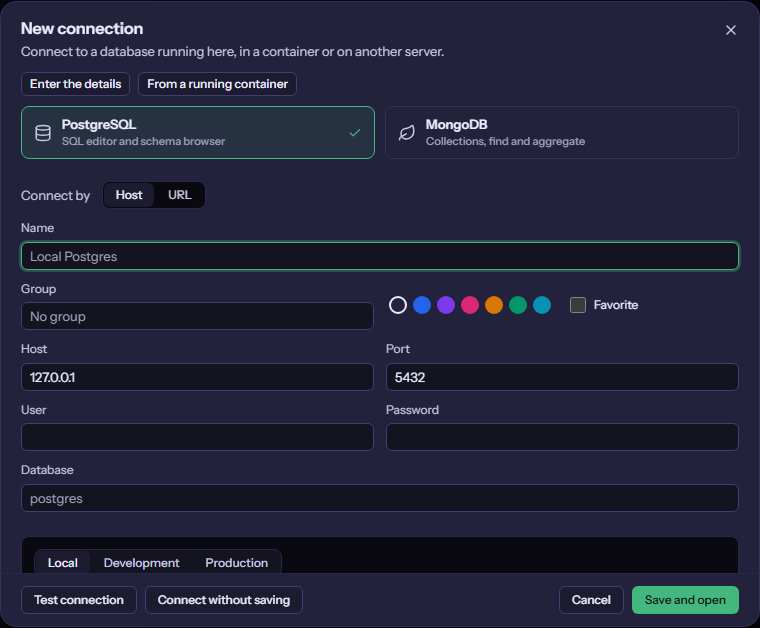 New connection
Connect to a database running here, in a container or on another server.
Enter the details From a running container
PostgreSQL
SQL editor and schema browser
MongoDB
Collections, find and aggregate
Connect by Host URL
Name
Local Postgres
Group
No group
Favorite
Host
127.0.0.1
Port
5432
User
Password
Database
postgres
Local Development Production
Test connection Connect without saving Cancel Save and open